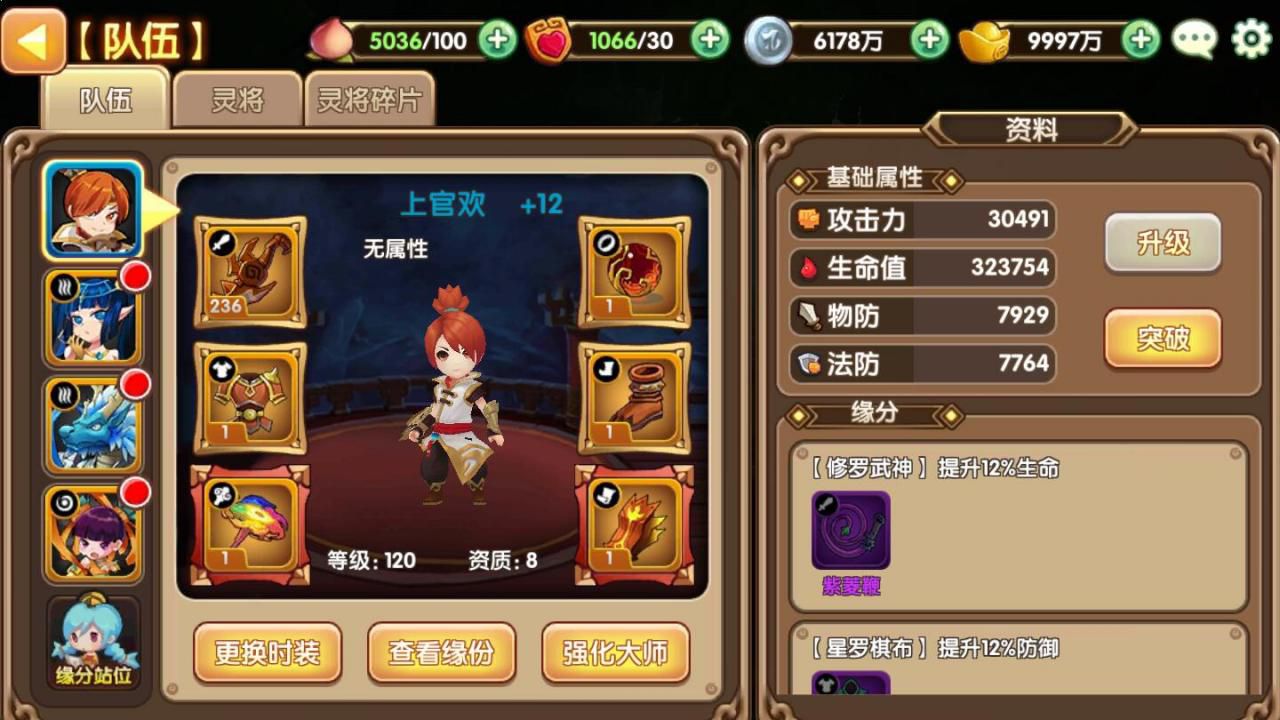 【队伍】
5036/100
1066/30
6178万
9997万
队伍
灵将
灵将碎片
上官欢 +12
无属性
236
1
1
1
1
1
等级：120
资质：8
更换时装
查看缘份
强化大师
缘分站位
资料
基础属性
攻击力 30491
生命值 323754
物防 7929
法防 7764
升级
突破
缘分
【修罗武神】提升12%生命
紫菱鞭
【星罗棋布】提升12%防御